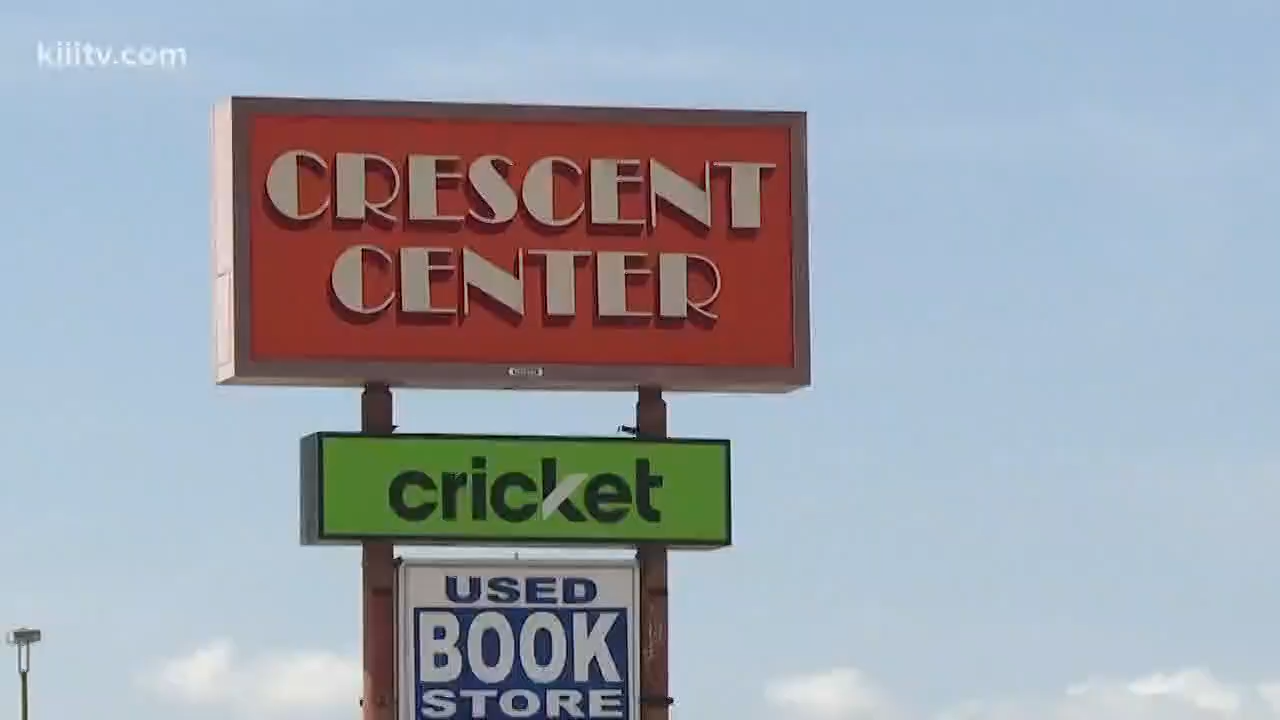 kiiitv.com
CRESCENT
CENTER
cricket
USED
BOOK
STORE